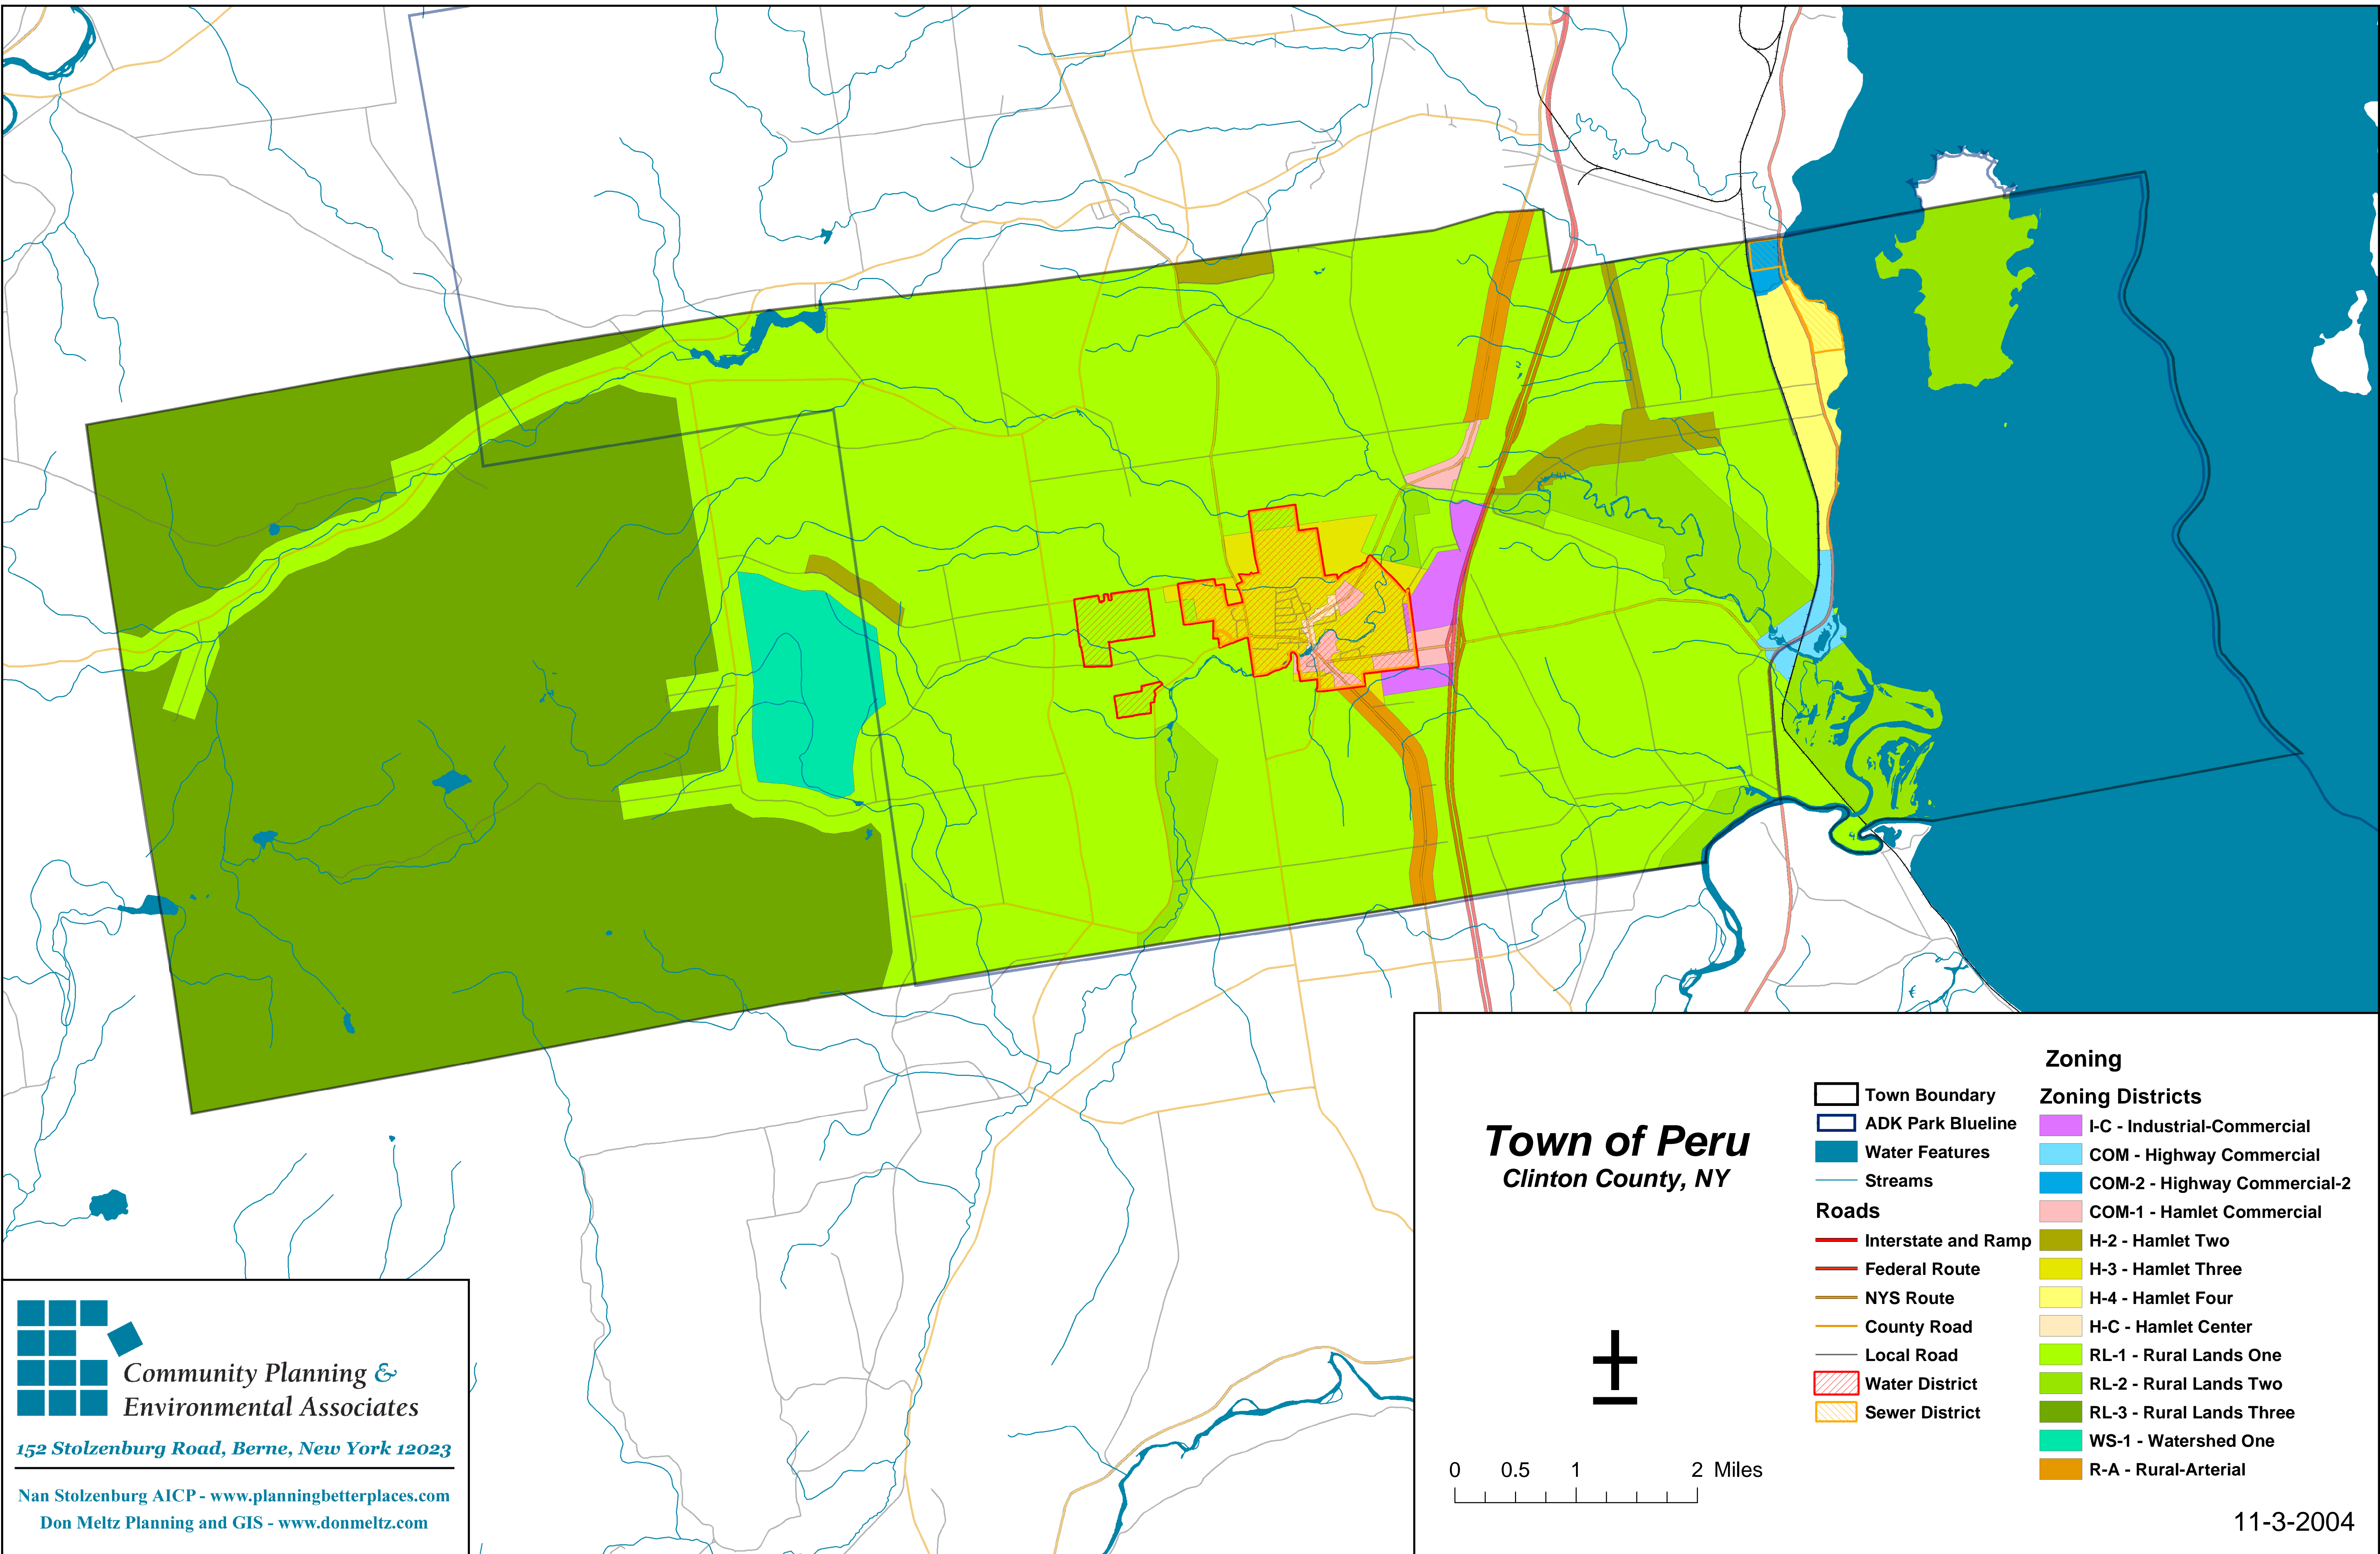 Town of Peru
Clinton County, NY
0 0.5 1 2 Miles
Town Boundary
ADK Park Blueline
Water Features
Streams
Roads
Interstate and Ramp
Federal Route
NYS Route
County Road
Local Road
Water District
Sewer District
Zoning
Zoning Districts
I-C - Industrial-Commercial
COM - Highway Commercial
COM-2 - Highway Commercial-2
COM-1 - Hamlet Commercial
H-2 - Hamlet Two
H-3 - Hamlet Three
H-4 - Hamlet Four
H-C - Hamlet Center
RL-1 - Rural Lands One
RL-2 - Rural Lands Two
RL-3 - Rural Lands Three
WS-1 - Watershed One
R-A - Rural-Arterial
11-3-2004
Community Planning &
Environmental Associates
152 Stolzenburg Road, Berne, New York 12023
Nan Stolzenburg AICP - www.planningbetterplaces.com
Don Meltz Planning and GIS - www.donmeltz.com